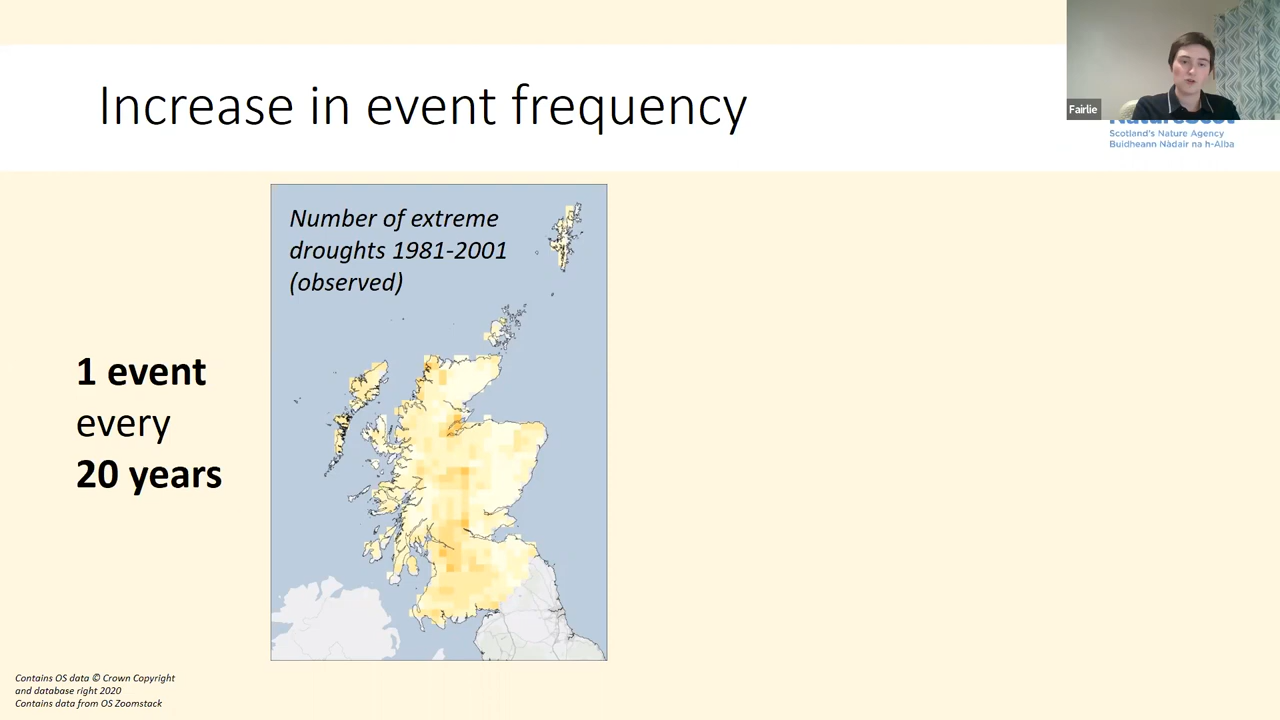 Increase in event frequency
Fairlie
Scotland's Nature Agency
Buidheann Nàdair na h-Alba
Number of extreme
droughts 1981-2001
(observed)
1 event
every
20 years
Contains OS data © Crown Copyright
and database right 2020
Contains data from OS Zoomstack